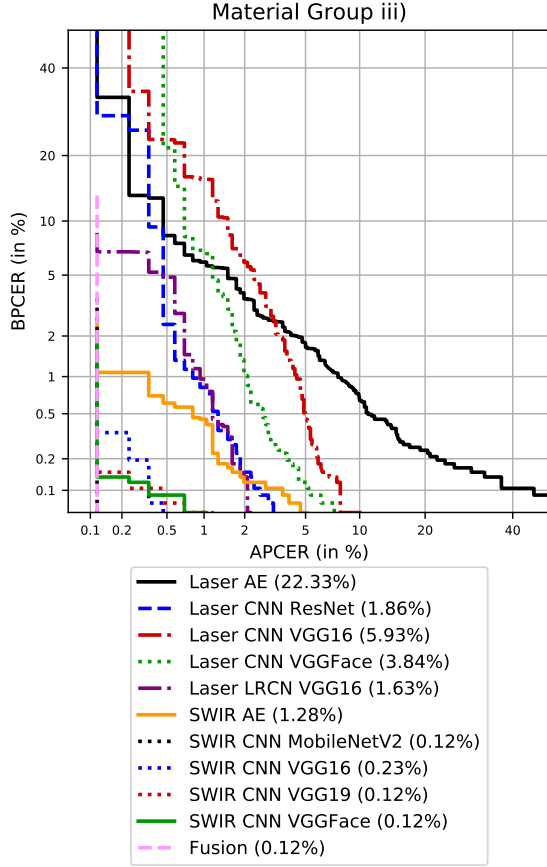 Material Group iii)
BPCER (in %)
40
20
10
5
2
1
0.5
0.2
0.1
0.1 0.2 0.5 1 2 5 10 20 40
APCER (in %)
Laser AE (22.33%)
Laser CNN ResNet (1.86%)
Laser CNN VGG16 (5.93%)
Laser CNN VGGFace (3.84%)
Laser LRCN VGG16 (1.63%)
SWIR AE (1.28%)
SWIR CNN MobileNetV2 (0.12%)
SWIR CNN VGG16 (0.23%)
SWIR CNN VGG19 (0.12%)
SWIR CNN VGGFace (0.12%)
Fusion (0.12%)